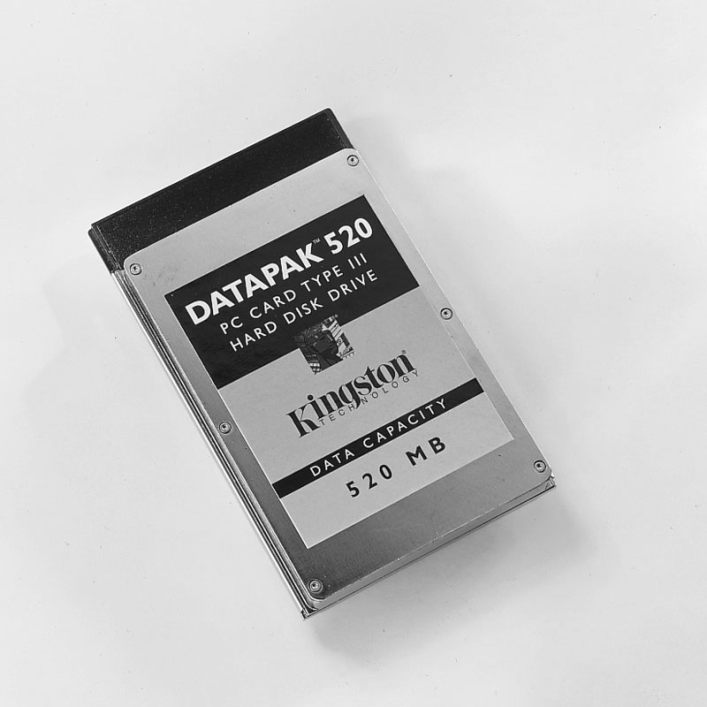 DATAPAK™ 520
PC CARD TYPE III
HARD DISK DRIVE
Kingston®
TECHNOLOGY
DATA CAPACITY
520 MB